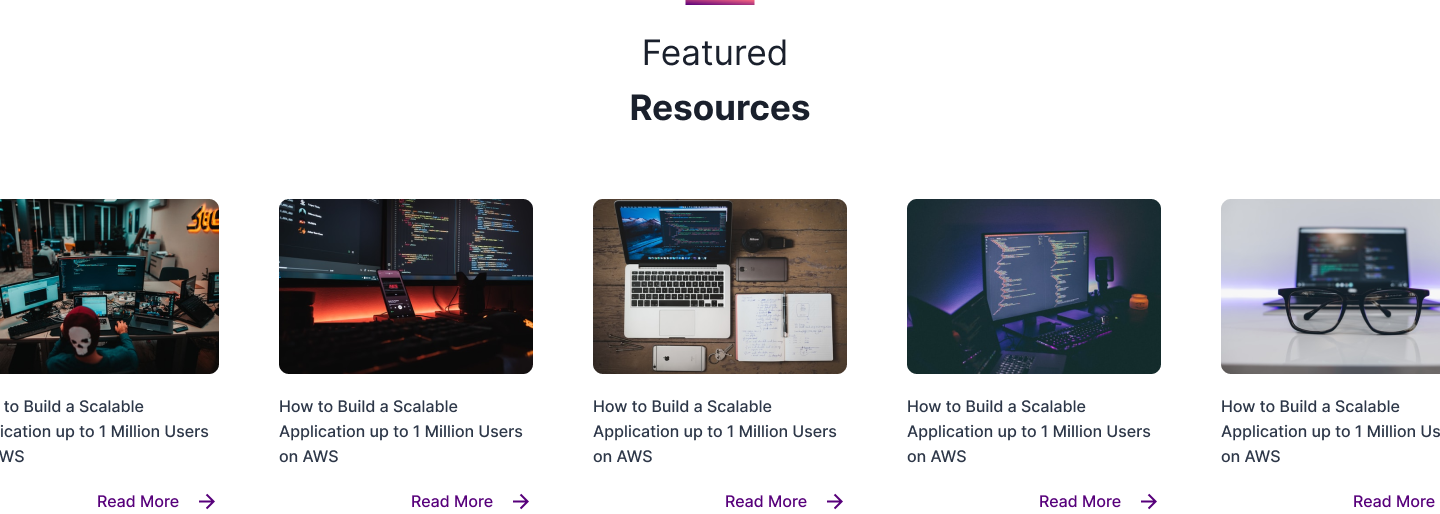 Featured
Resources
to Build a Scalable
ication up to 1 Million Users
WS
Read More
How to Build a Scalable
Application up to 1 Million Users
on AWS
Read More
How to Build a Scalable
Application up to 1 Million Users
on AWS
Read More
How to Build a Scalable
Application up to 1 Million Users
on AWS
Read More
How to Build a Scalable
Application up to 1 Million Us
on AWS
Read More